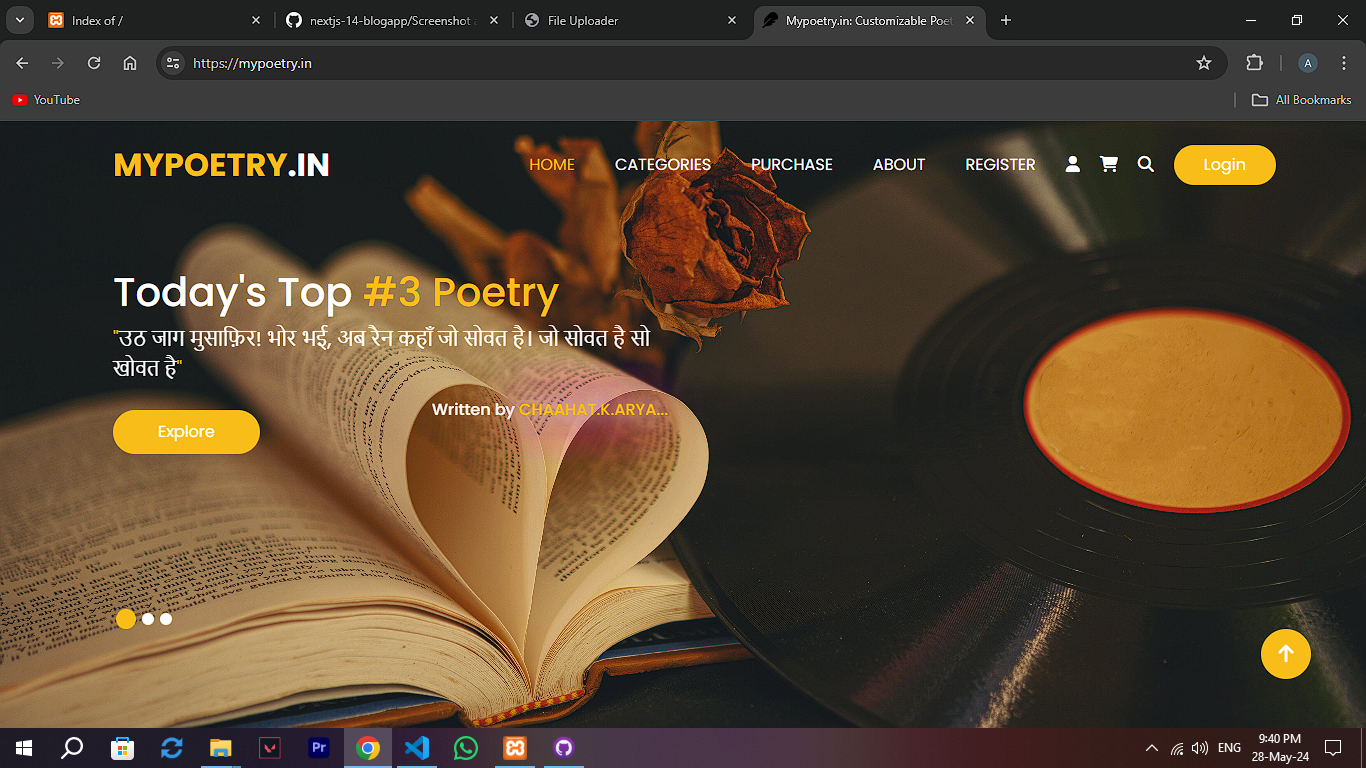 Index of /
nextjs-14-blogapp/Screenshot a
File Uploader
Mypoetry.in: Customizable Poet
https://mypoetry.in
A
YouTube
All Bookmarks
MYPOETRY.IN
HOME CATEGORIES PURCHASE ABOUT REGISTER Login
Today's Top #3 Poetry
"उठ जाग मुसाफ़िर! भोर भई, अब रैन कहाँ जो सोवत है। जो सोवत है सो
खोवत है"
Written by CHAAHAT.K.ARYA...
Explore
Pr
ENG
9:40 PM
28-May-24